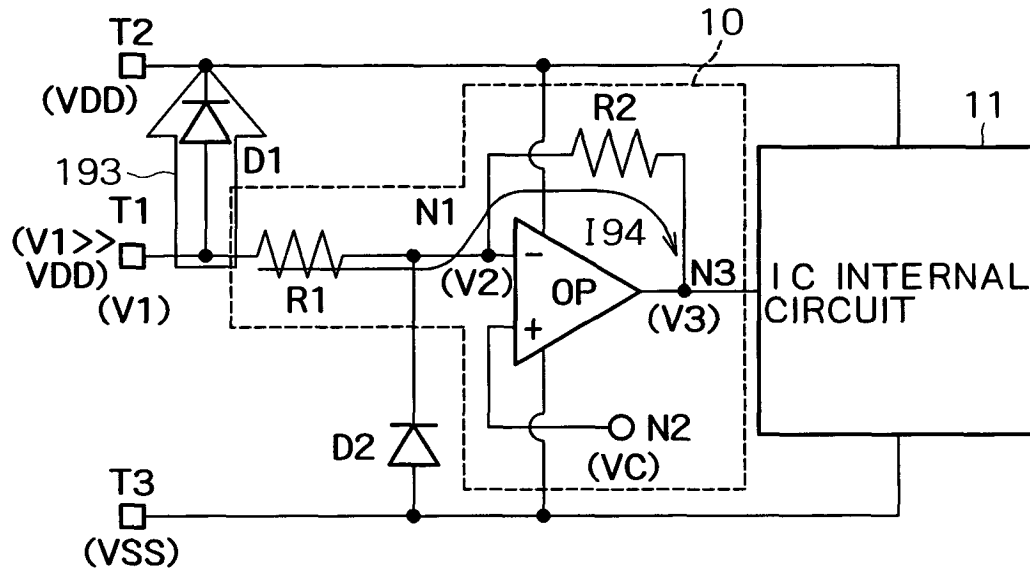 T2
(VDD)
D1
193
T1
(V1>>
VDD)
(V1)
R1
N1
(V2)
10
R2
I94
−
OP
+
N3
(V3)
11
IC INTERNAL
CIRCUIT
D2
N2
(VC)
T3
(VSS)